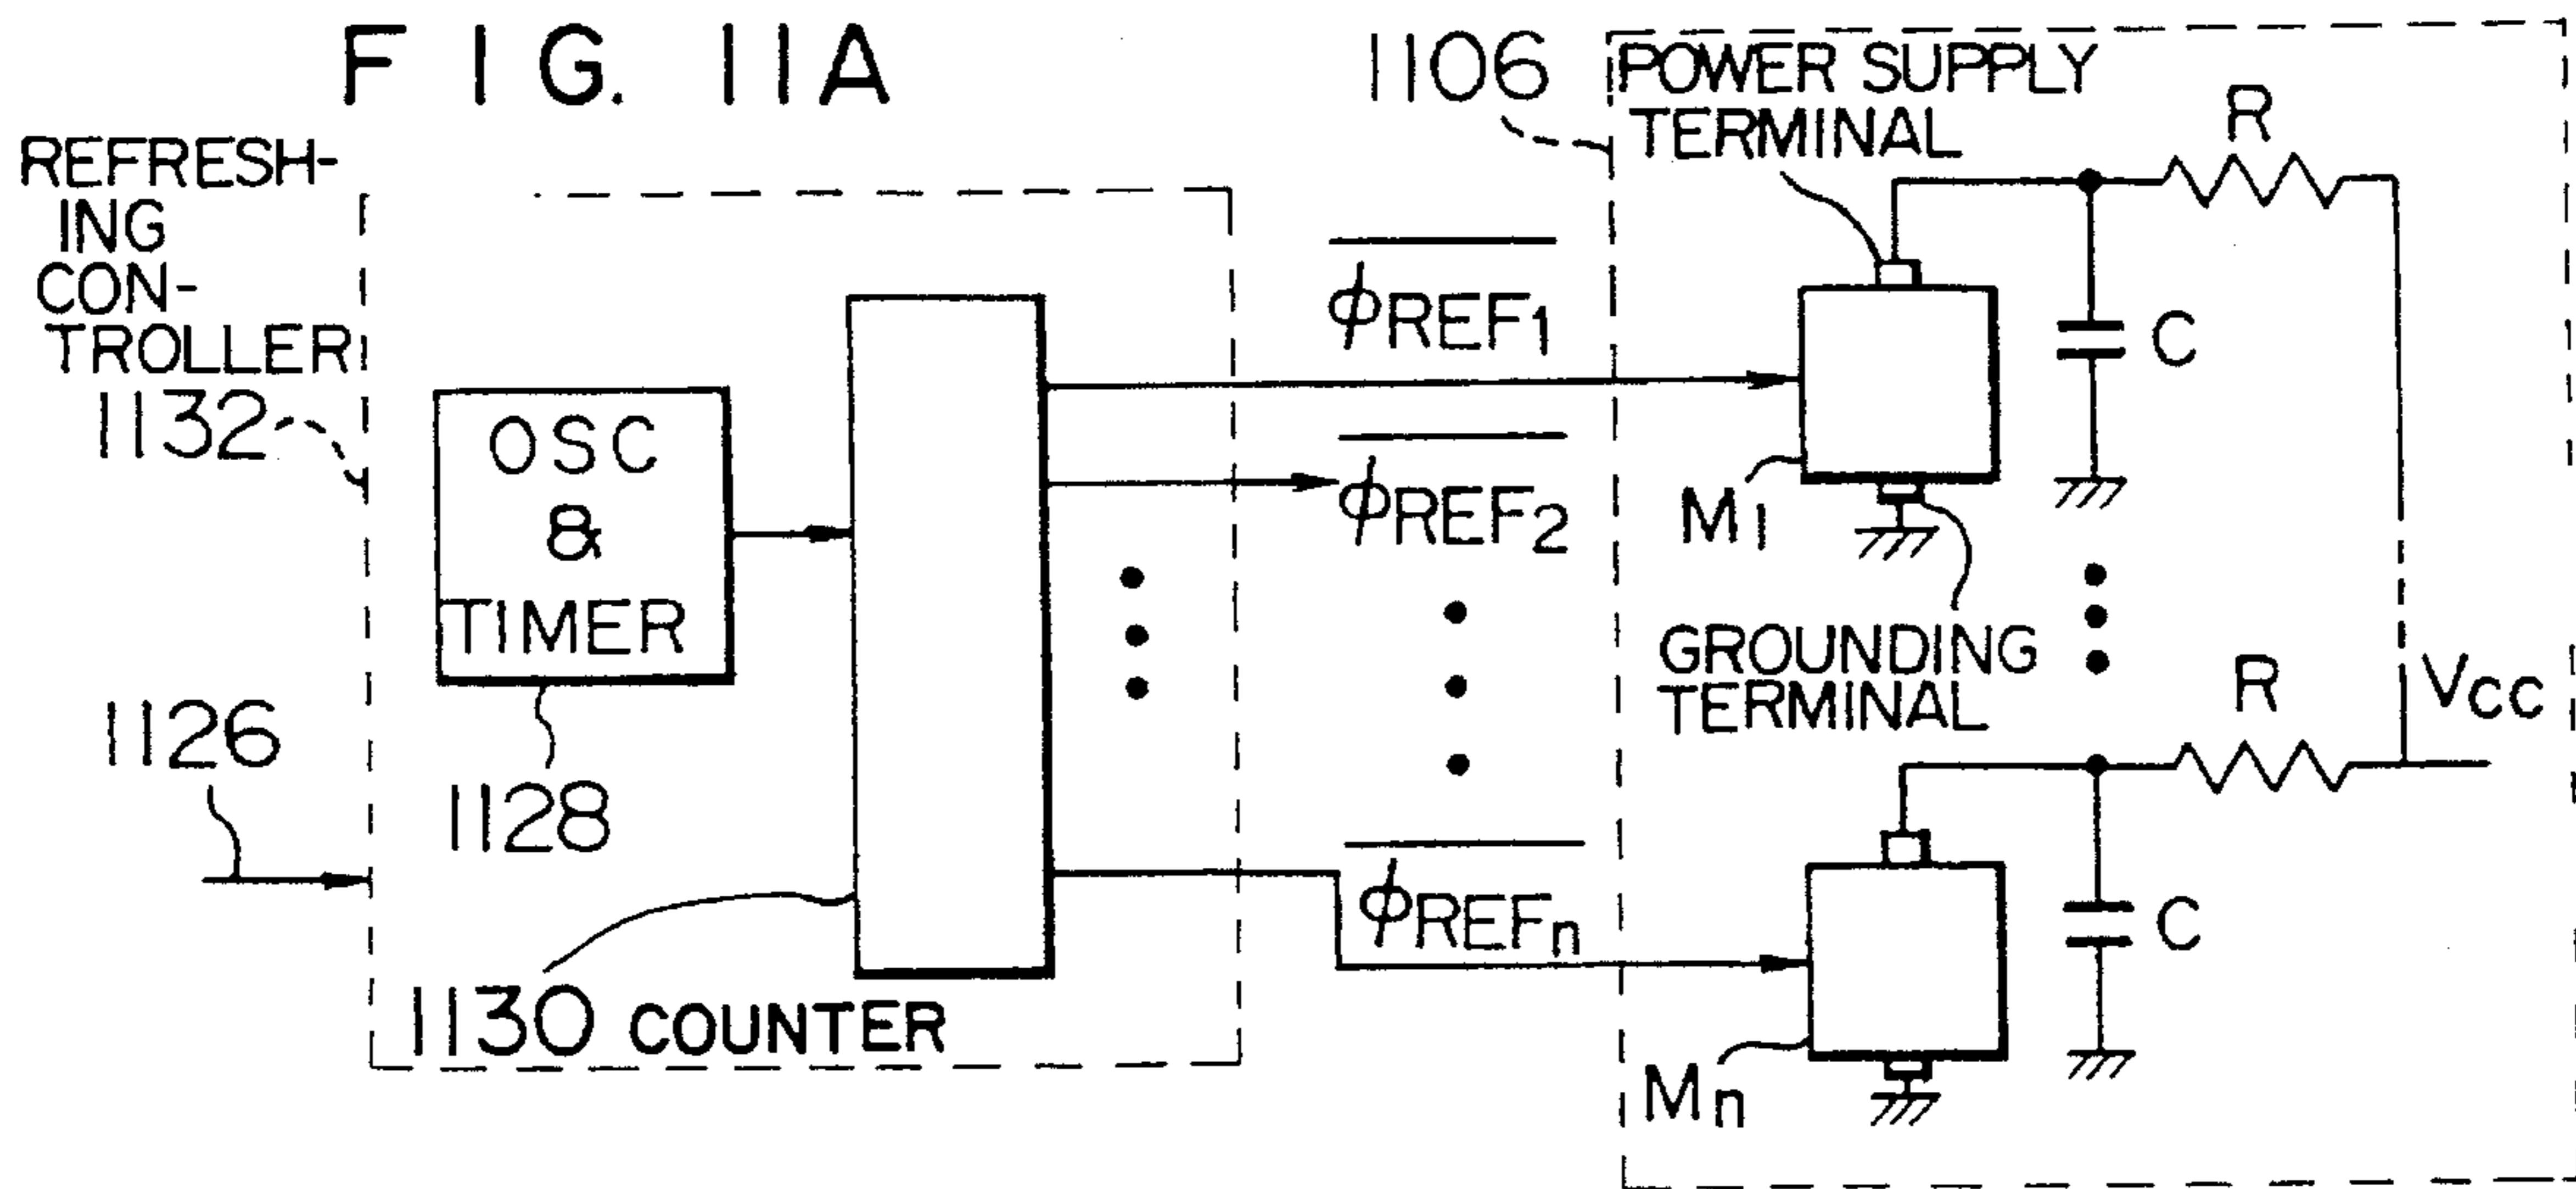 FIG. 11A
REFRESH-
ING
CON-
TROLLER
1132
1126
OSC
&
TIMER
1128
1130 COUNTER
φREF1
φREF2
φREFn
1106
POWER SUPPLY
TERMINAL
R
C
M1
GROUNDING
TERMINAL
R
VCC
C
Mn